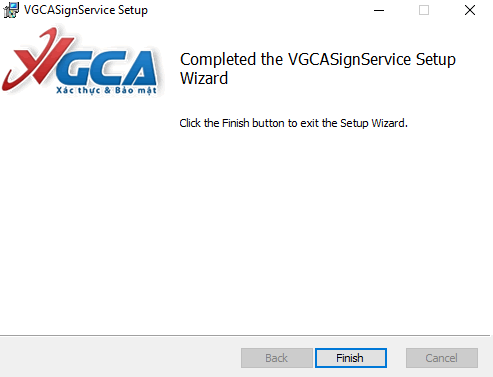 VGCASignService Setup
VGCA
Xác thực & Bảo mật
Completed the VGCASignService Setup
Wizard
Click the Finish button to exit the Setup Wizard.
Back
Finish
Cancel